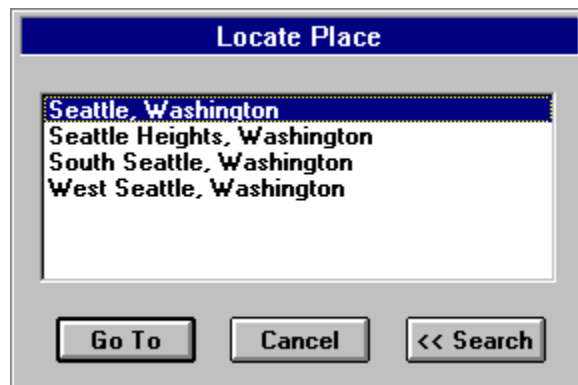 Locate Place
Seattle, Washington
Seattle Heights, Washington
South Seattle, Washington
West Seattle, Washington
Go To
Cancel
<< Search